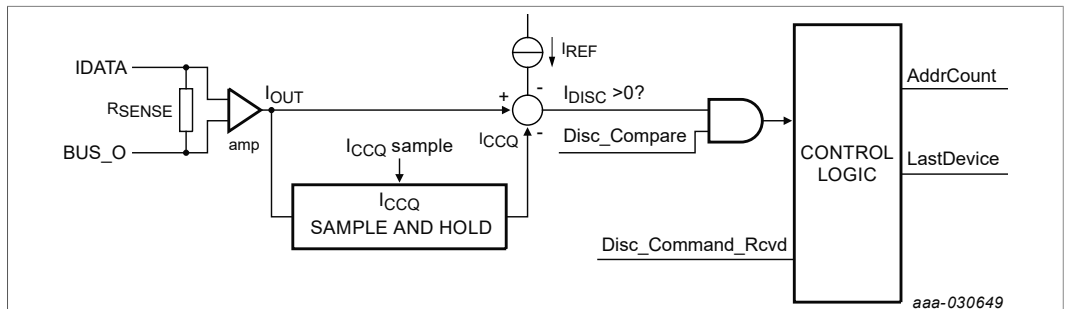 IREF
IDATA
AddrCount
IOUT
+
-
IDISC >0?
RSENSE
Disc_Compare
amp
ICCQ
-
BUS_O
ICCQ sample
CONTROL
LOGIC
LastDevice
ICCQ
SAMPLE AND HOLD
Disc_Command_Rcvd
aaa-030649